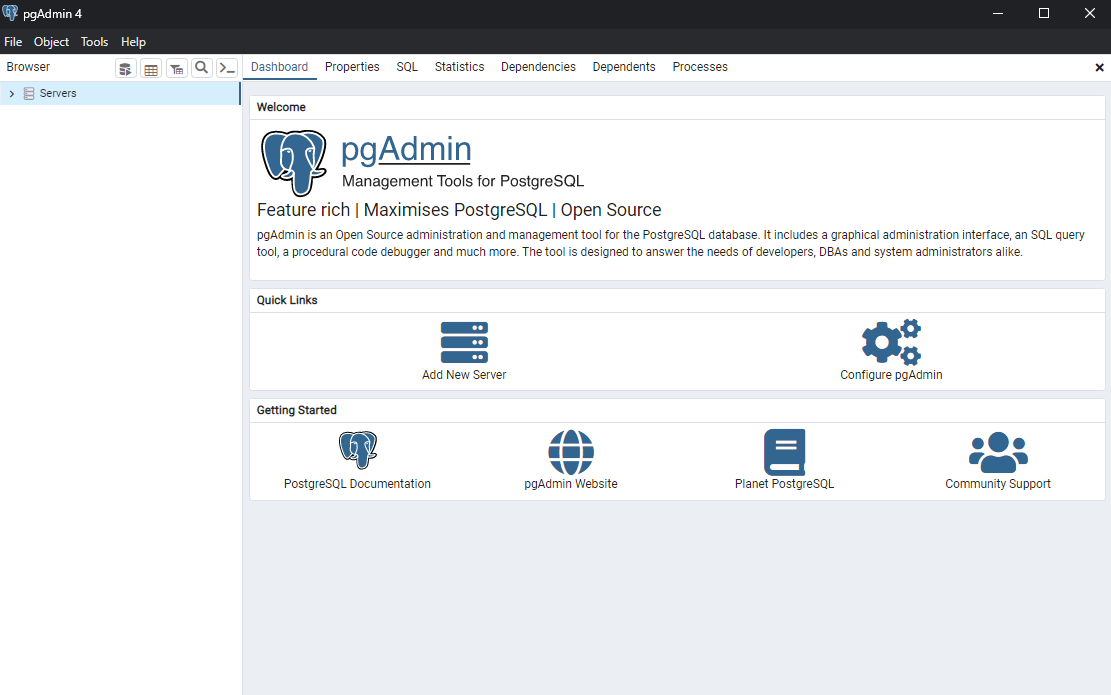 pgAdmin 4
File Object Tools Help
Browser
Dashboard Properties SQL Statistics Dependencies Dependents Processes
Servers
Welcome
pgAdmin
Management Tools for PostgreSQL
Feature rich | Maximises PostgreSQL | Open Source
pgAdmin is an Open Source administration and management tool for the PostgreSQL database. It includes a graphical administration interface, an SQL query
tool, a procedural code debugger and much more. The tool is designed to answer the needs of developers, DBAs and system administrators alike.
Quick Links
Add New Server
Configure pgAdmin
Getting Started
PostgreSQL Documentation
pgAdmin Website
Planet PostgreSQL
Community Support